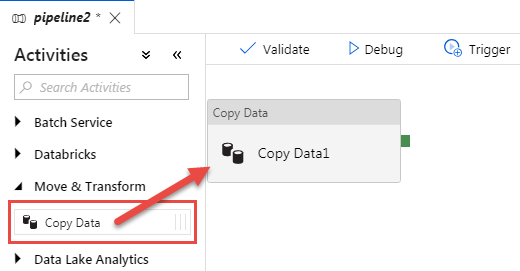 pipeline2 *
Activities
Search Activities
Batch Service
Databricks
Move & Transform
Copy Data
Data Lake Analytics
Validate
Debug
Trigger
Copy Data
Copy Data1